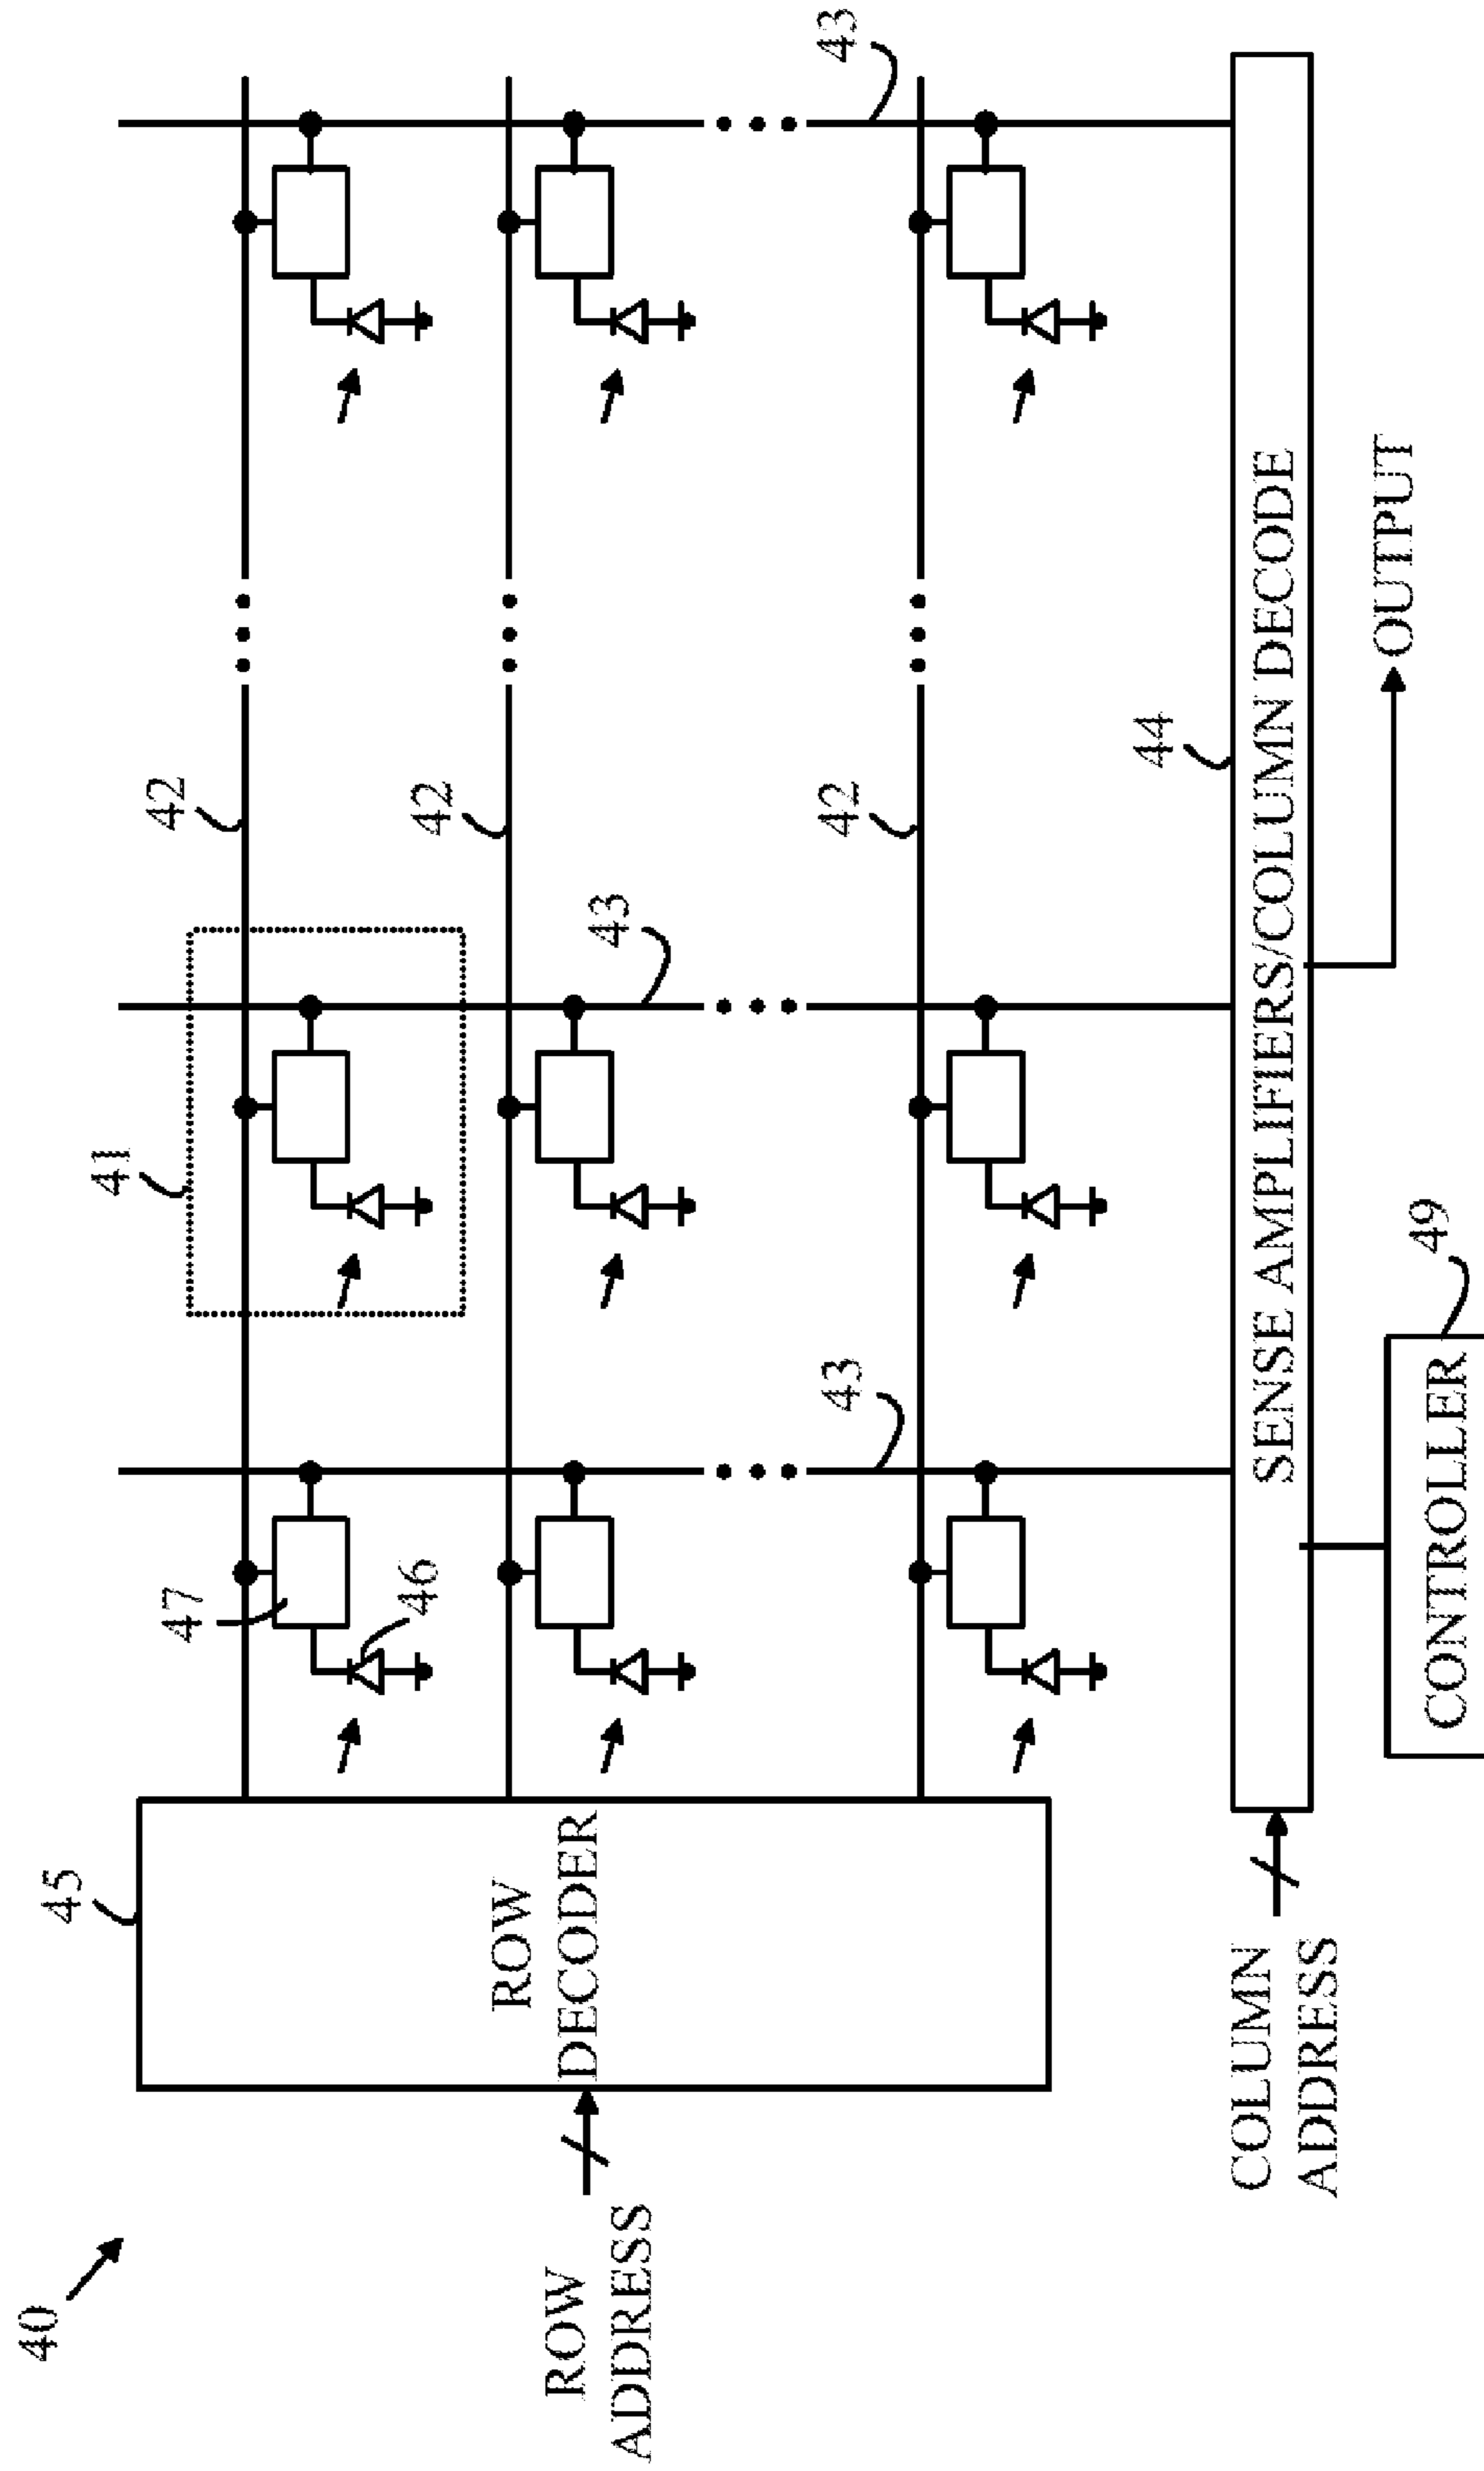 40
45
ROW
DECODER
ROW
ADDRESS
47
46
41
42
42
42
43
43
43
44
SENSE AMPLIFIERS/COLUMN DECODE
COLUMN
ADDRESS
CONTROLLER
49
OUTPUT